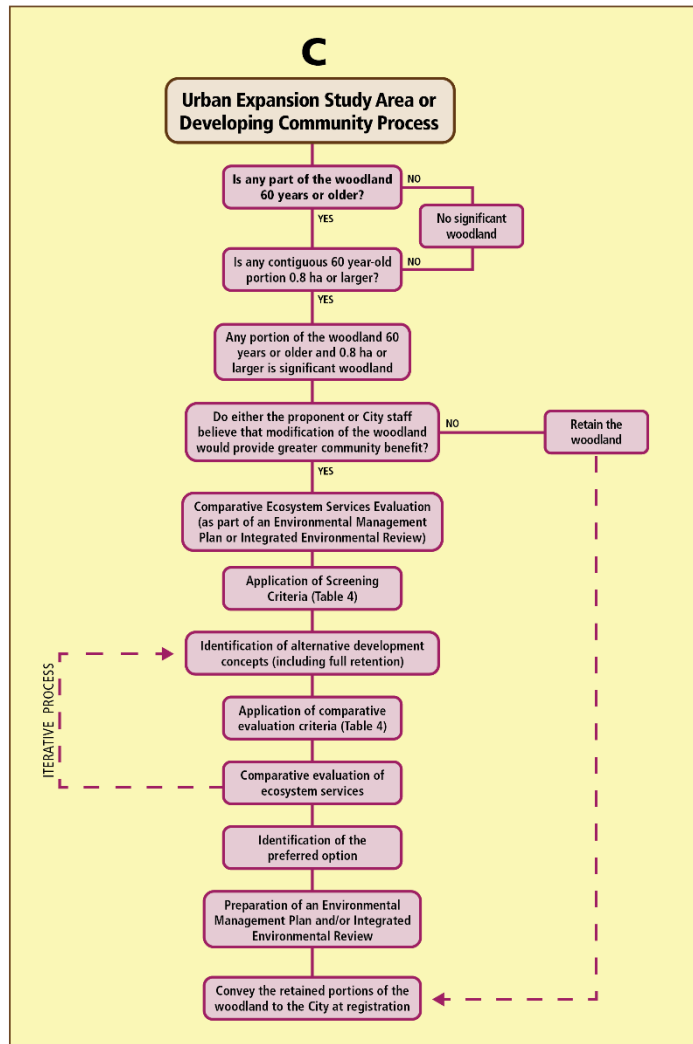 C
Urban Expansion Study Area or
Developing Community Process
Is any part of the woodland
60 years or older?
NO
YES
No significant
woodland
Is any contiguous 60 year-old
portion 0.8 ha or larger?
NO
YES
Any portion of the woodland 60
years or older and 0.8 ha or
larger is significant woodland
Do either the proponent or City staff
believe that modification of the woodland
would provide greater community benefit?
NO
Retain the
woodland
YES
Comparative Ecosystem Services Evaluation
(as part of an Environmental Management
Plan or Integrated Environmental Review)
Application of Screening
Criteria (Table 4)
Identification of alternative development
concepts (including full retention)
ITERATIVE PROCESS
Application of comparative
evaluation criteria (Table 4)
Comparative evaluation of
ecosystem services
Identification of the
preferred option
Preparation of an Environmental
Management Plan and/or Integrated
Environmental Review
Convey the retained portions of the
woodland to the City at registration